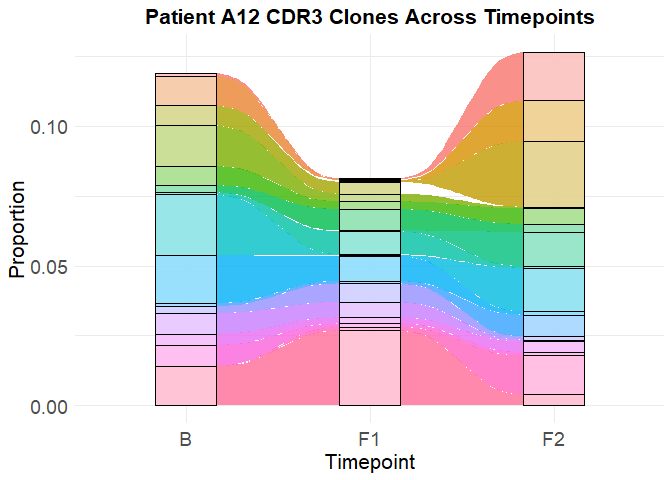 Patient A12 CDR3 Clones Across Timepoints
Proportion
0.10
0.05
0.00
B
F1
F2
Timepoint